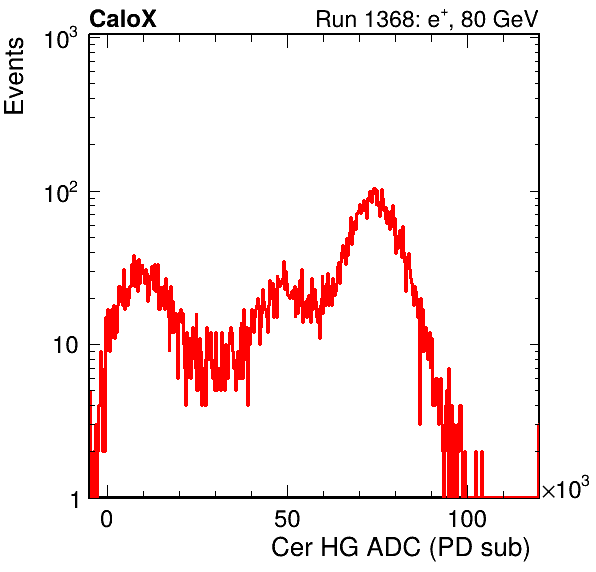 CaloX Run 1368: e⁺, 80 GeV
Events
10³
10²
10
1
0 50 100 ×10³
Cer HG ADC (PD sub)